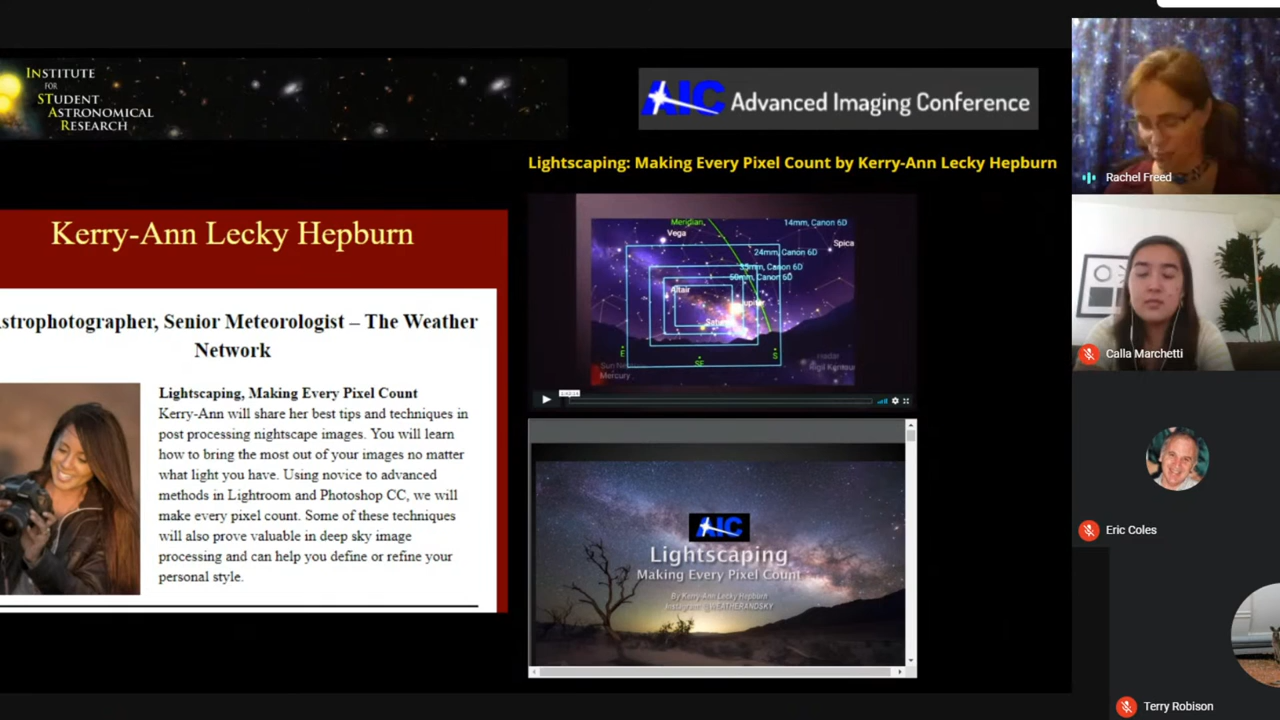 INSTITUTE
FOR
STUDENT
ASTRONOMICAL
RESEARCH
AIC Advanced Imaging Conference
Lightscaping: Making Every Pixel Count by Kerry-Ann Lecky Hepburn
Kerry-Ann Lecky Hepburn
strophotographer, Senior Meteorologist – The Weather
Network
Lightscaping, Making Every Pixel Count
Kerry-Ann will share her best tips and techniques in
post processing nightscape images. You will learn
how to bring the most out of your images no matter
what light you have. Using novice to advanced
methods in Lightroom and Photoshop CC, we will
make every pixel count. Some of these techniques
will also prove valuable in deep sky image
processing and can help you define or refine your
personal style.
Meridian
14mm, Canon 6D
Vega
Spica
24mm, Canon 6D
35mm, Canon 6D
50mm, Canon 6D
Altair
E
SE
S
Mercury
AIC
Lightscaping
Making Every Pixel Count
By Kerry-Ann Lecky Hepburn
Instagram @WEATHERANDSKY
Rachel Freed
Calla Marchetti
Eric Coles
Terry Robison